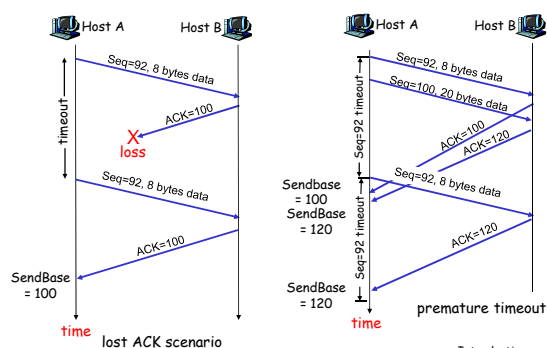 Host A
Host B
Seq=92, 8 bytes data
timeout
ACK=100
X
loss
Seq=92, 8 bytes data
ACK=100
SendBase
= 100
time
lost ACK scenario
Host A
Host B
Seq=92, 8 bytes data
Seq=100, 20 bytes data
Seq=92 timeout
ACK=100
ACK=120
Sendbase
= 100
SendBase
= 120
Seq=92, 8 bytes data
Seq=92 timeout
ACK=120
SendBase
= 120
premature timeout
time